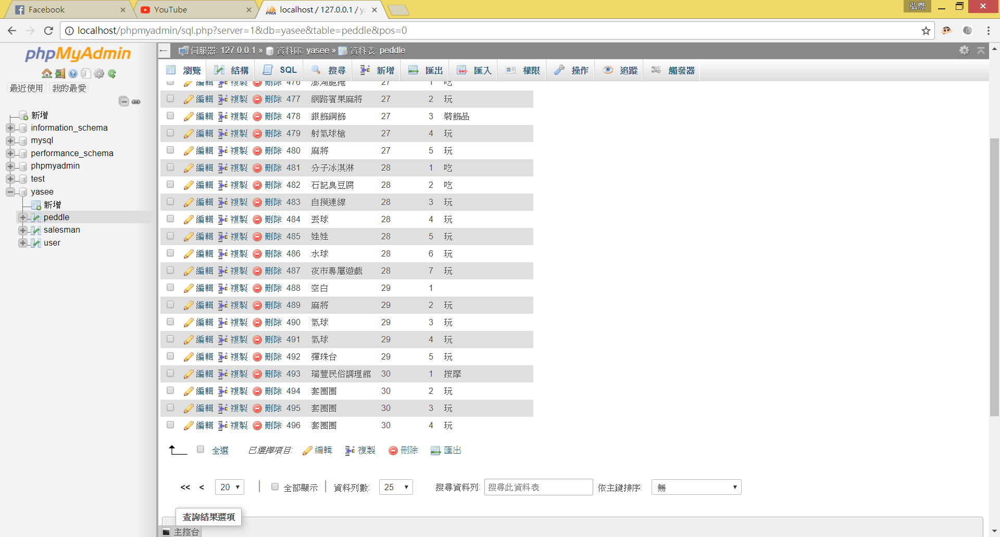 Facebook
YouTube
localhost / 127.0.0.1 / ya
弘恩
localhost/phpmyadmin/sql.php?server=1&db=yasee&table=peddle&pos=0
phpMyAdmin
最近使用 我的最愛
新增
information_schema
mysql
performance_schema
phpmyadmin
test
yasee
新增
peddle
salesman
user
伺服器: 127.0.0.1 » 資料庫: yasee » 資料表: peddle
瀏覽 結構 SQL 搜尋 新增 匯出 匯入 權限 操作 追蹤 觸發器
編輯 複製 刪除 476 澎湖脆捲 27 1 吃
編輯 複製 刪除 477 網路賓果麻將 27 2 玩
編輯 複製 刪除 478 銀飾鋼飾 27 3 裝飾品
編輯 複製 刪除 479 射氣球槍 27 4 玩
編輯 複製 刪除 480 麻將 27 5 玩
編輯 複製 刪除 481 分子冰淇淋 28 1 吃
編輯 複製 刪除 482 石記臭豆腐 28 2 吃
編輯 複製 刪除 483 自摸連線 28 3 玩
編輯 複製 刪除 484 丟球 28 4 玩
編輯 複製 刪除 485 娃娃 28 5 玩
編輯 複製 刪除 486 水球 28 6 玩
編輯 複製 刪除 487 夜市專屬遊戲 28 7 玩
編輯 複製 刪除 488 空白 29 1
編輯 複製 刪除 489 麻將 29 2 玩
編輯 複製 刪除 490 氣球 29 3 玩
編輯 複製 刪除 491 氣球 29 4 玩
編輯 複製 刪除 492 彈珠台 29 5 玩
編輯 複製 刪除 493 瑞豐民俗調理館 30 1 按摩
編輯 複製 刪除 494 套圈圈 30 2 玩
編輯 複製 刪除 495 套圈圈 30 3 玩
編輯 複製 刪除 496 套圈圈 30 4 玩
全選 已選擇項目: 編輯 複製 刪除 匯出
<< < 20 | 全部顯示 | 資料列數: 25 搜尋資料列: 搜尋此資料表 依主鍵排序: 無
查詢結果選項
主控台